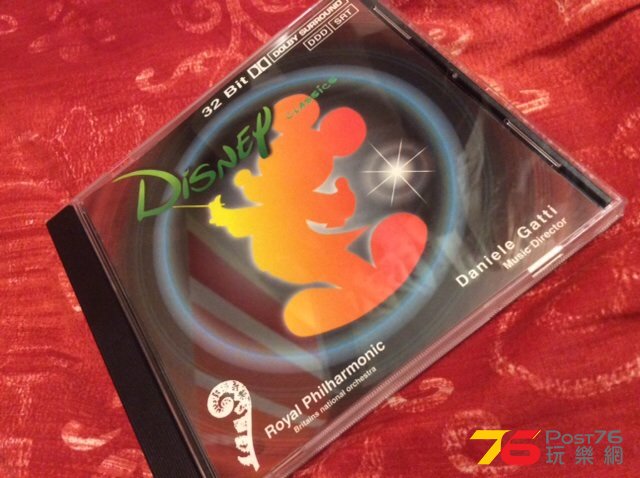 32 Bit DOLBY SURROUND
DDD SRT
DISNEY
CLASSICS
Daniele Gatti
Music Director
Royal Philharmonic
Britains national orchestra
76 POST76
玩樂網